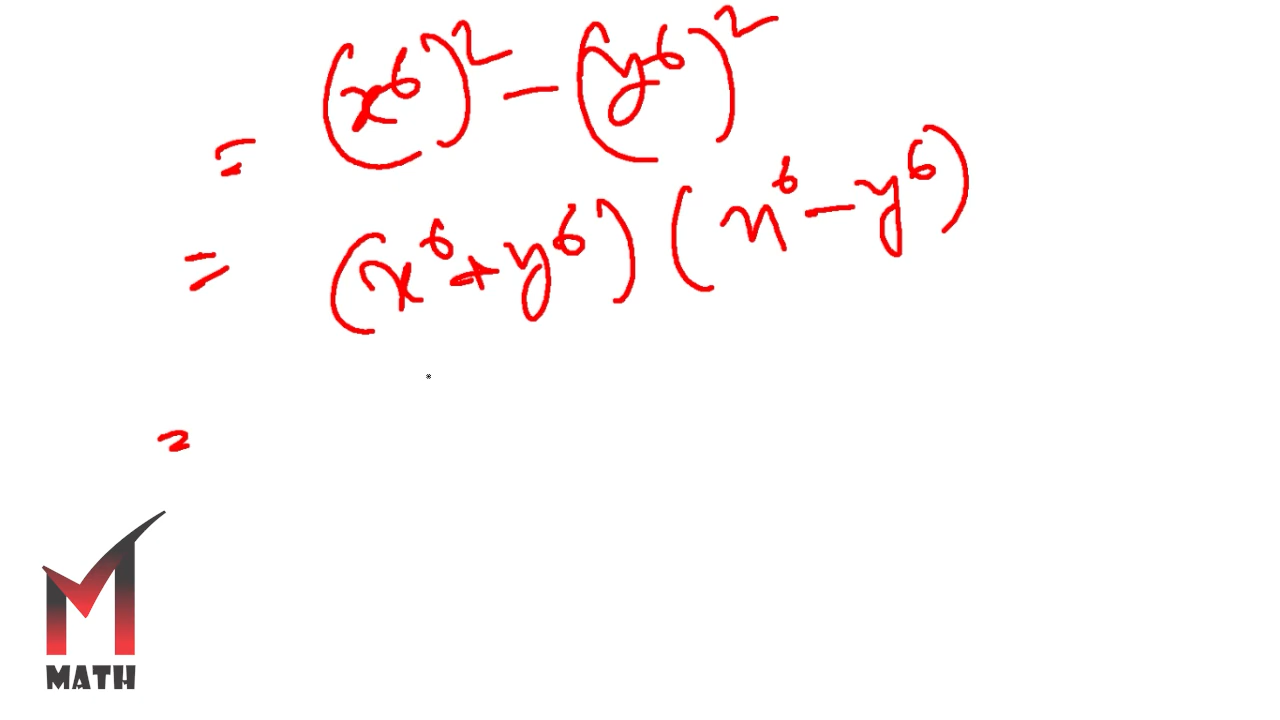 = (x⁶)² - (y⁶)²
= (x⁶+y⁶) (x⁶-y⁶)
=
MATH